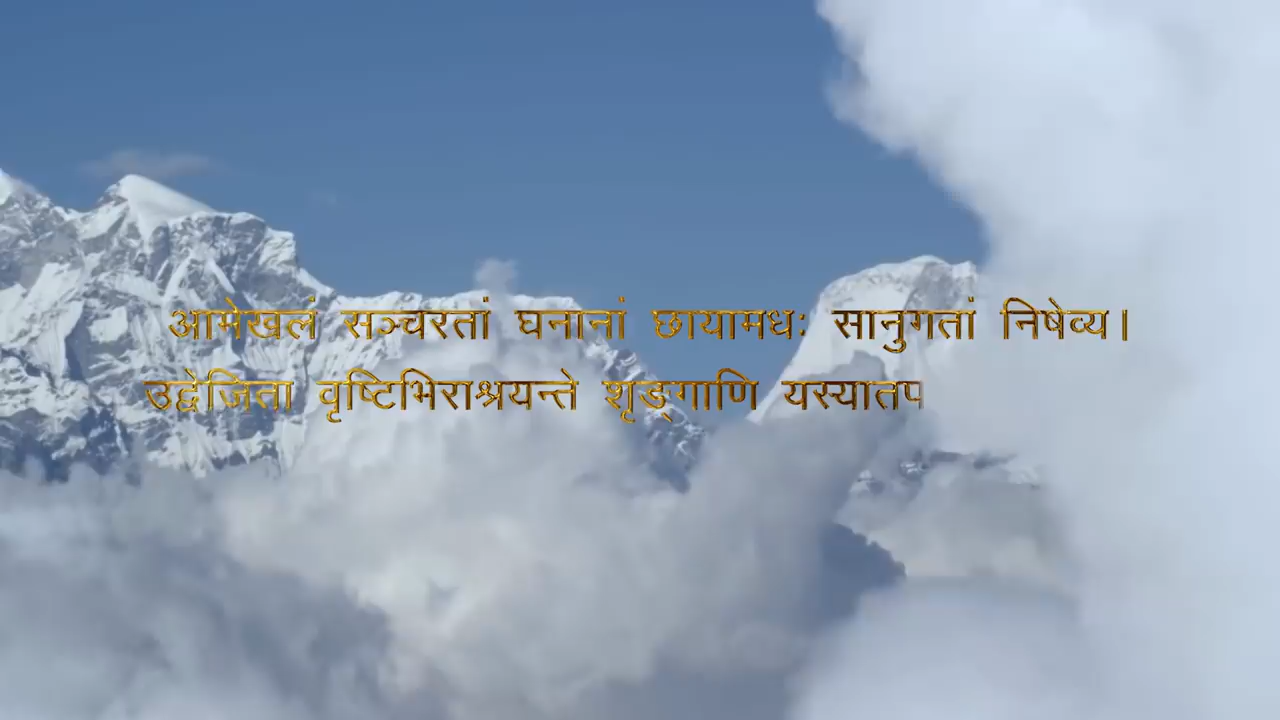 आमेखलं सञ्चरतां घनानां छायामधः सानुगतां निषेव्य।
उद्वेजिता वृष्टिभिराश्रयन्ते शृङ्गाणि यस्यातप